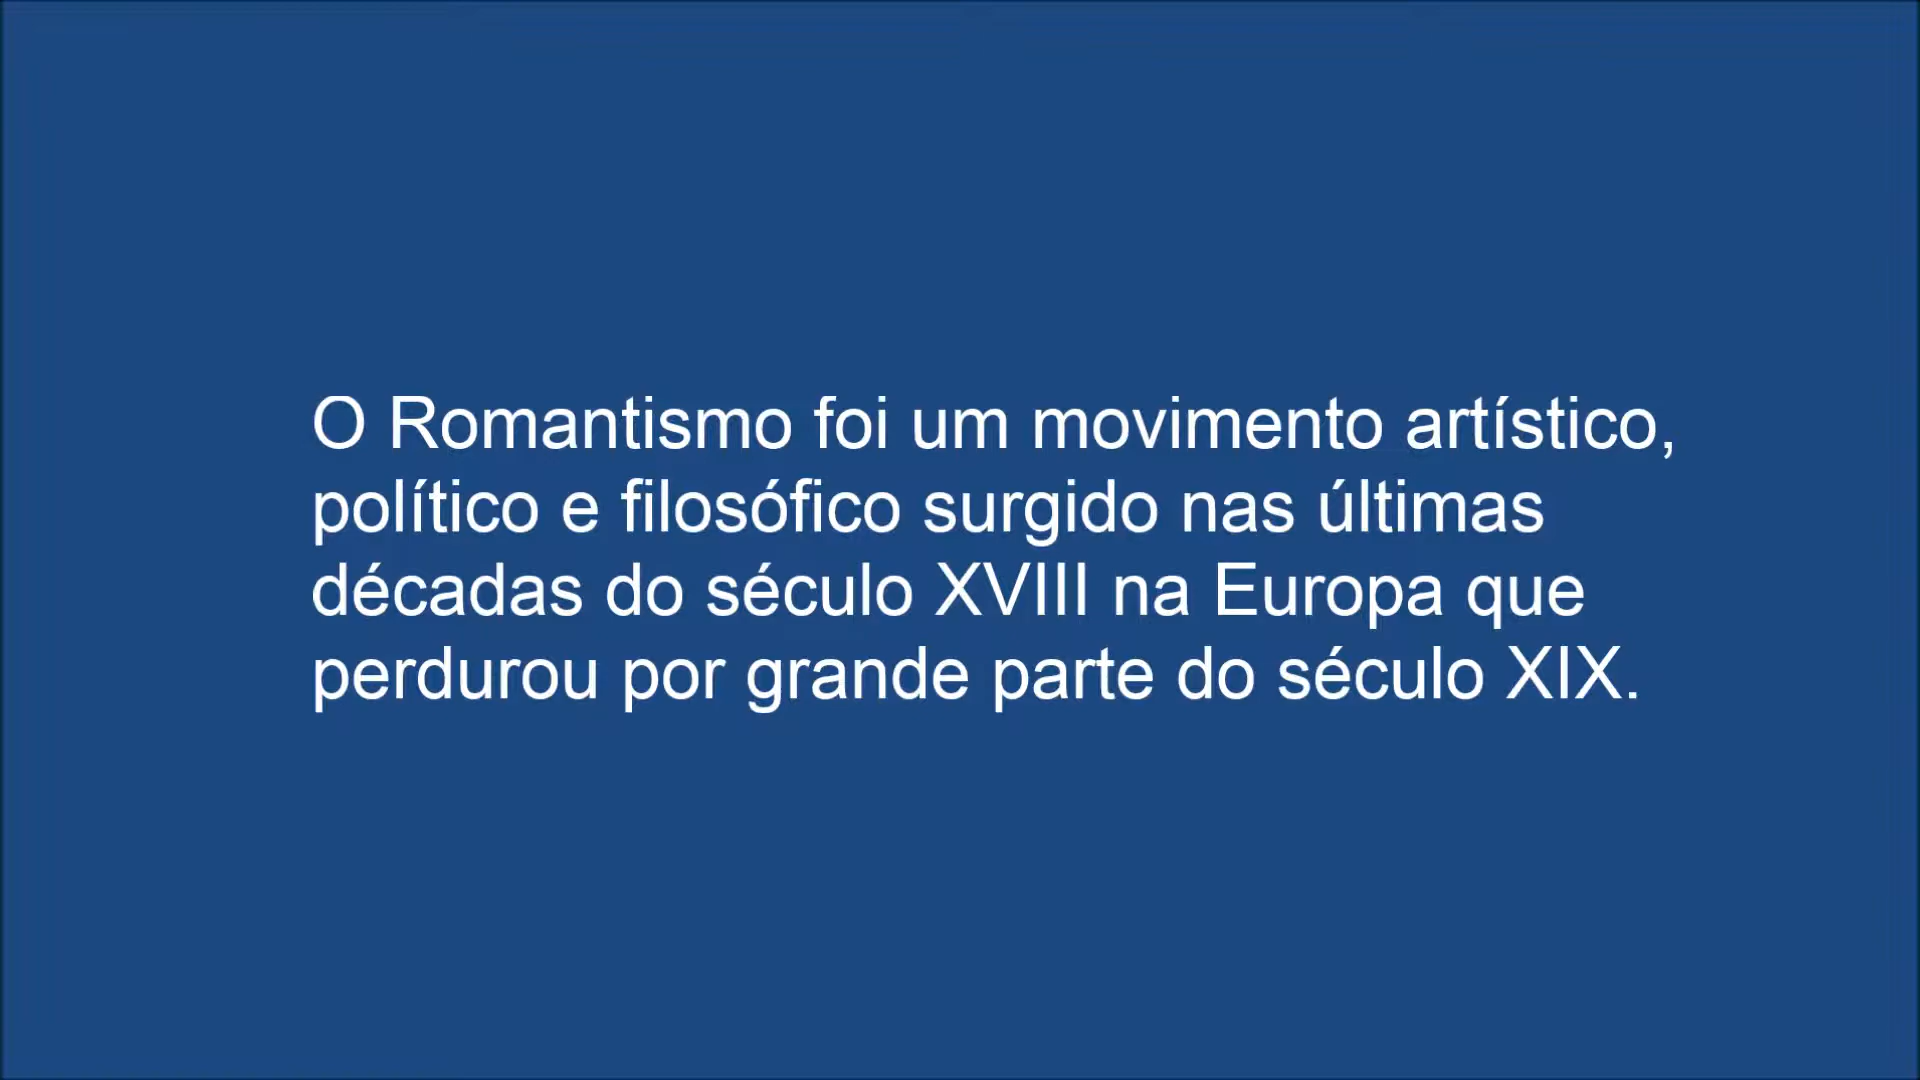 O Romantismo foi um movimento artístico,
político e filosófico surgido nas últimas
décadas do século XVIII na Europa que
perdurou por grande parte do século XIX.